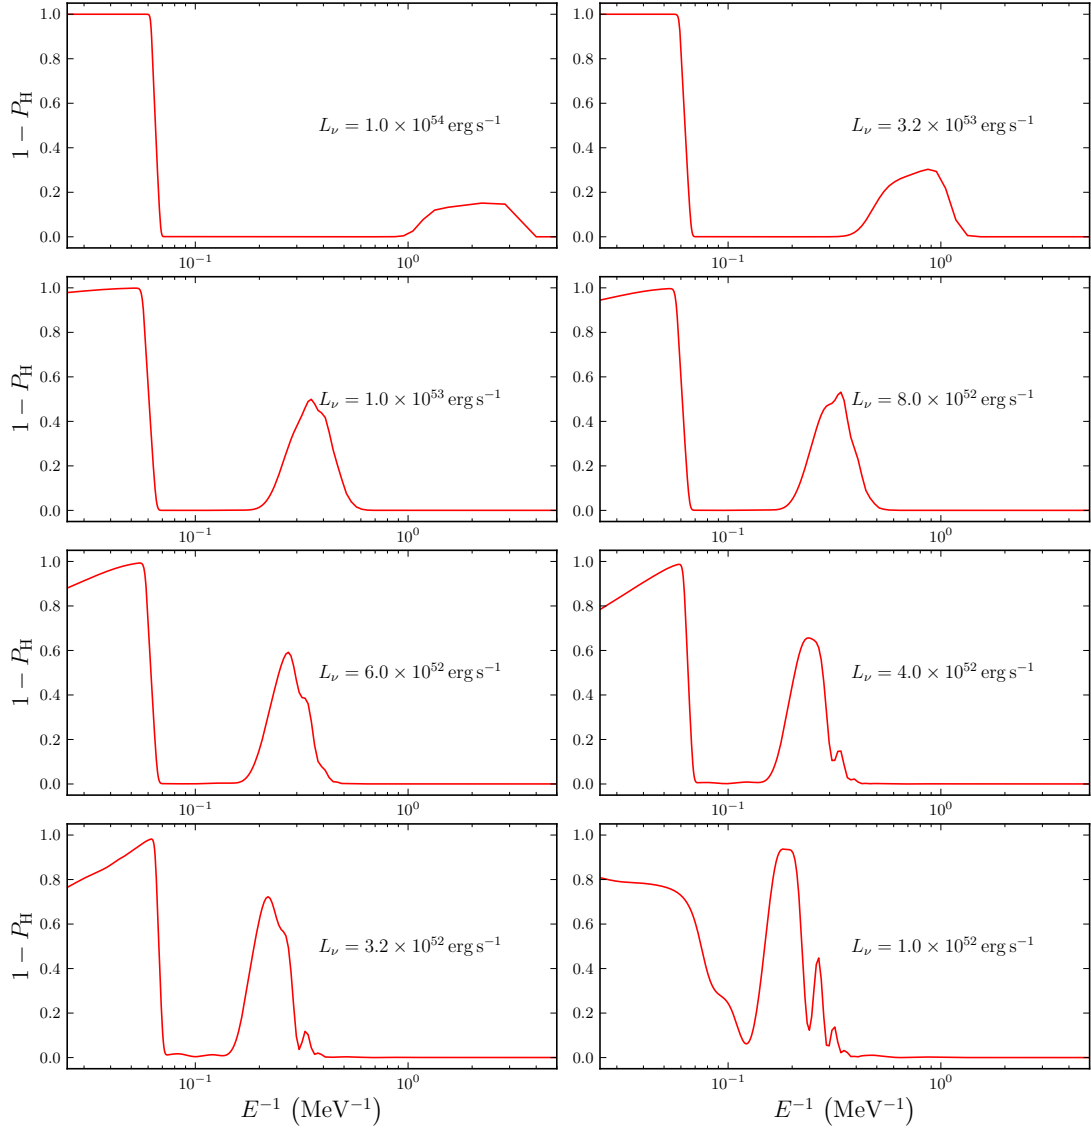 1.0 0.8 0.6 0.4 0.2 0.0
1 − P_H
L_ν = 1.0 × 10^54 erg s^−1
10^−1 10^0
1.0 0.8 0.6 0.4 0.2 0.0
L_ν = 3.2 × 10^53 erg s^−1
10^−1 10^0
1.0 0.8 0.6 0.4 0.2 0.0
1 − P_H
L_ν = 1.0 × 10^53 erg s^−1
10^−1 10^0
1.0 0.8 0.6 0.4 0.2 0.0
L_ν = 8.0 × 10^52 erg s^−1
10^−1 10^0
1.0 0.8 0.6 0.4 0.2 0.0
1 − P_H
L_ν = 6.0 × 10^52 erg s^−1
10^−1 10^0
1.0 0.8 0.6 0.4 0.2 0.0
L_ν = 4.0 × 10^52 erg s^−1
10^−1 10^0
1.0 0.8 0.6 0.4 0.2 0.0
1 − P_H
L_ν = 3.2 × 10^52 erg s^−1
10^−1 10^0
E^−1 (MeV^−1)
1.0 0.8 0.6 0.4 0.2 0.0
L_ν = 1.0 × 10^52 erg s^−1
10^−1 10^0
E^−1 (MeV^−1)